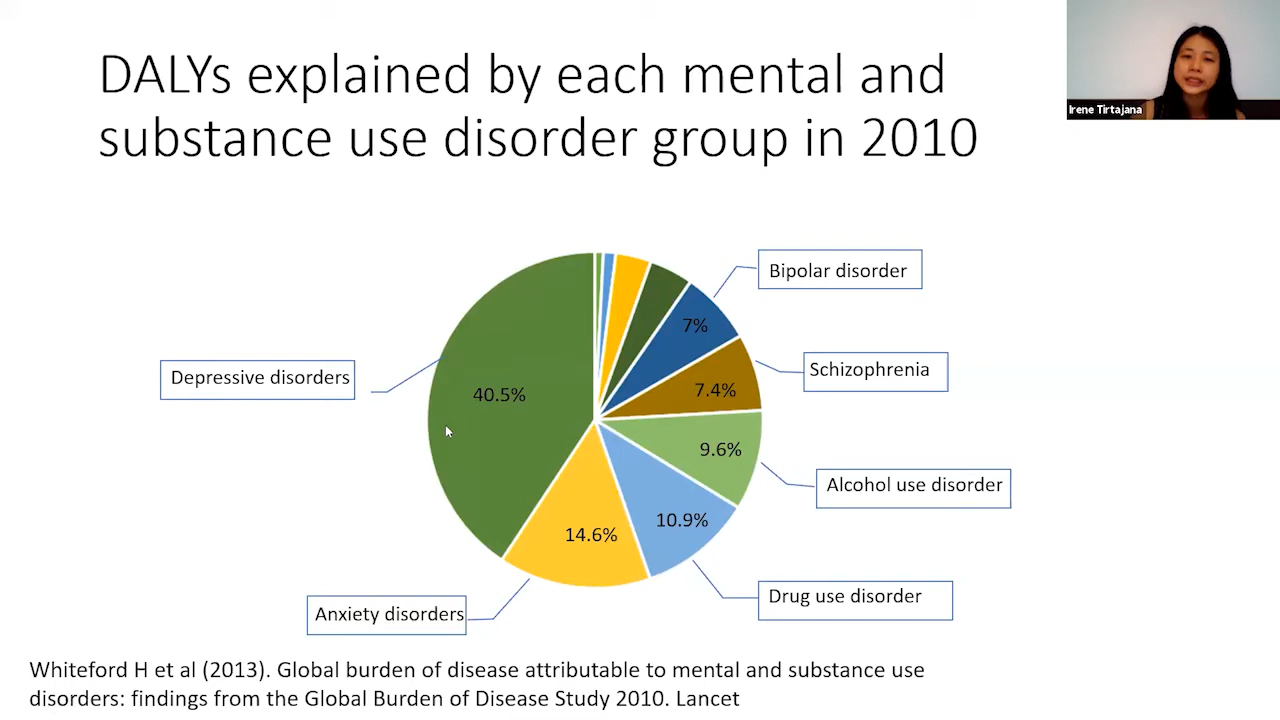 DALYs explained by each mental and
substance use disorder group in 2010
Irene Tirtajana
Bipolar disorder
7%
Schizophrenia
7.4%
Depressive disorders
40.5%
9.6%
Alcohol use disorder
10.9%
14.6%
Drug use disorder
Anxiety disorders
Whiteford H et al (2013). Global burden of disease attributable to mental and substance use
disorders: findings from the Global Burden of Disease Study 2010. Lancet